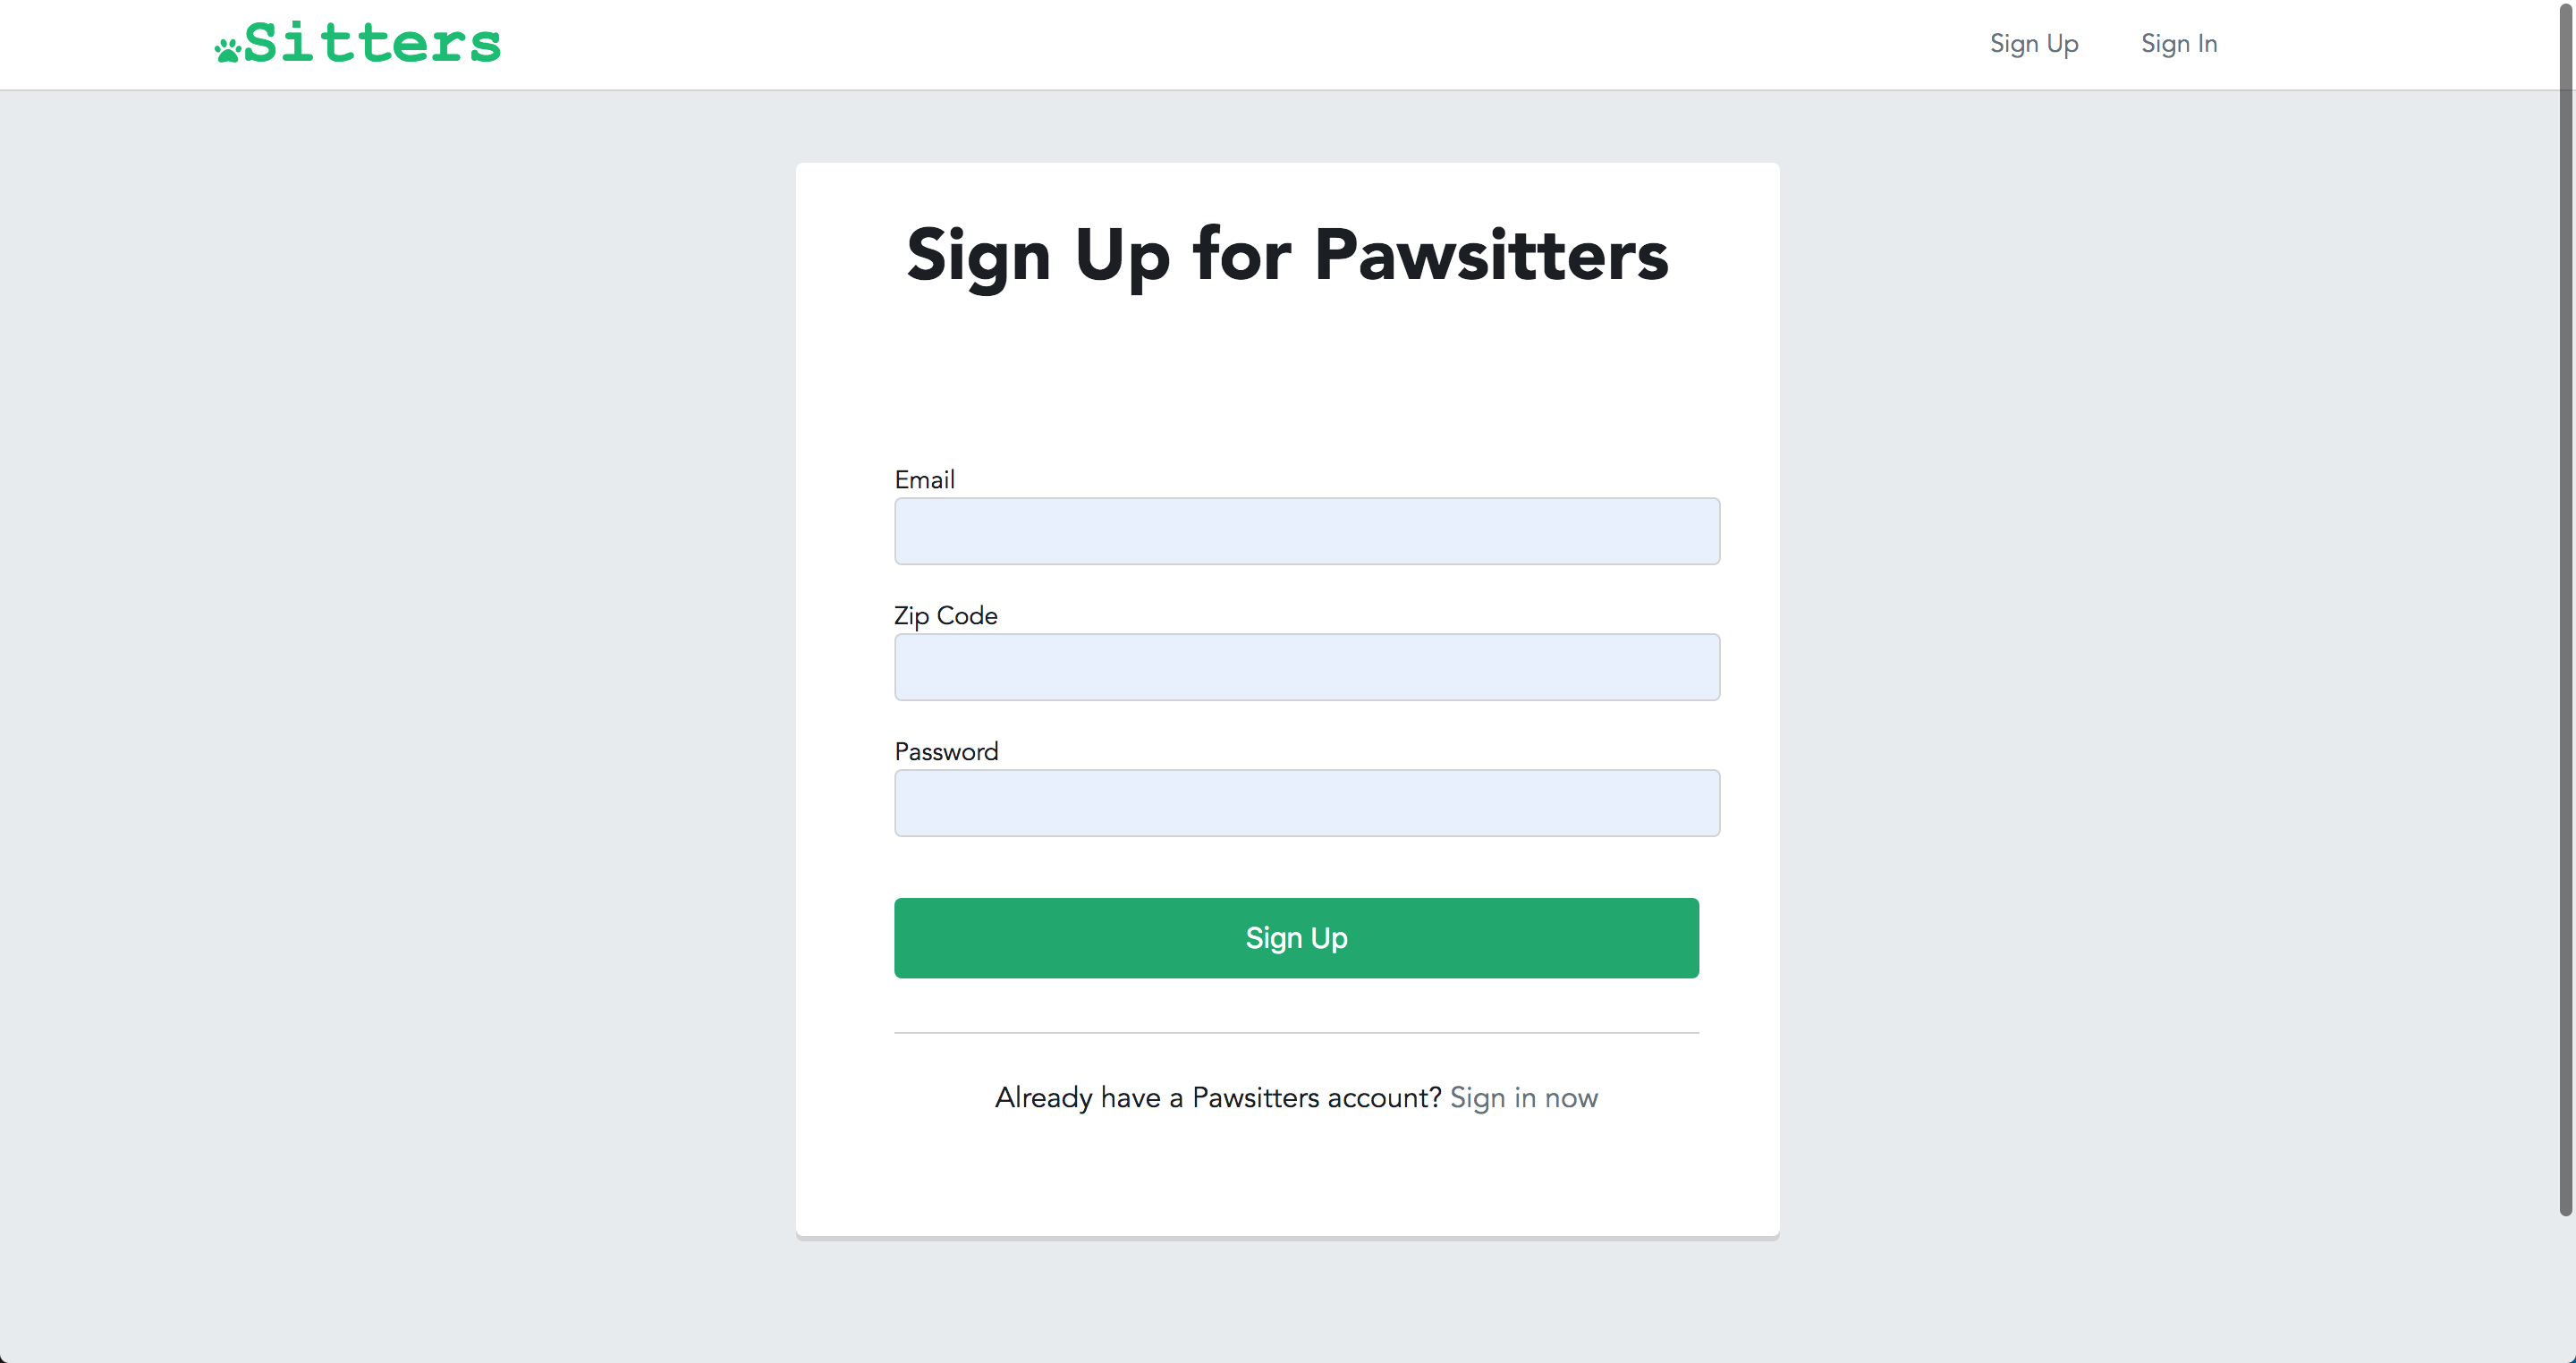 Sitters
Sign Up
Sign In
Sign Up for Pawsitters
Email
Zip Code
Password
Sign Up
Already have a Pawsitters account? Sign in now